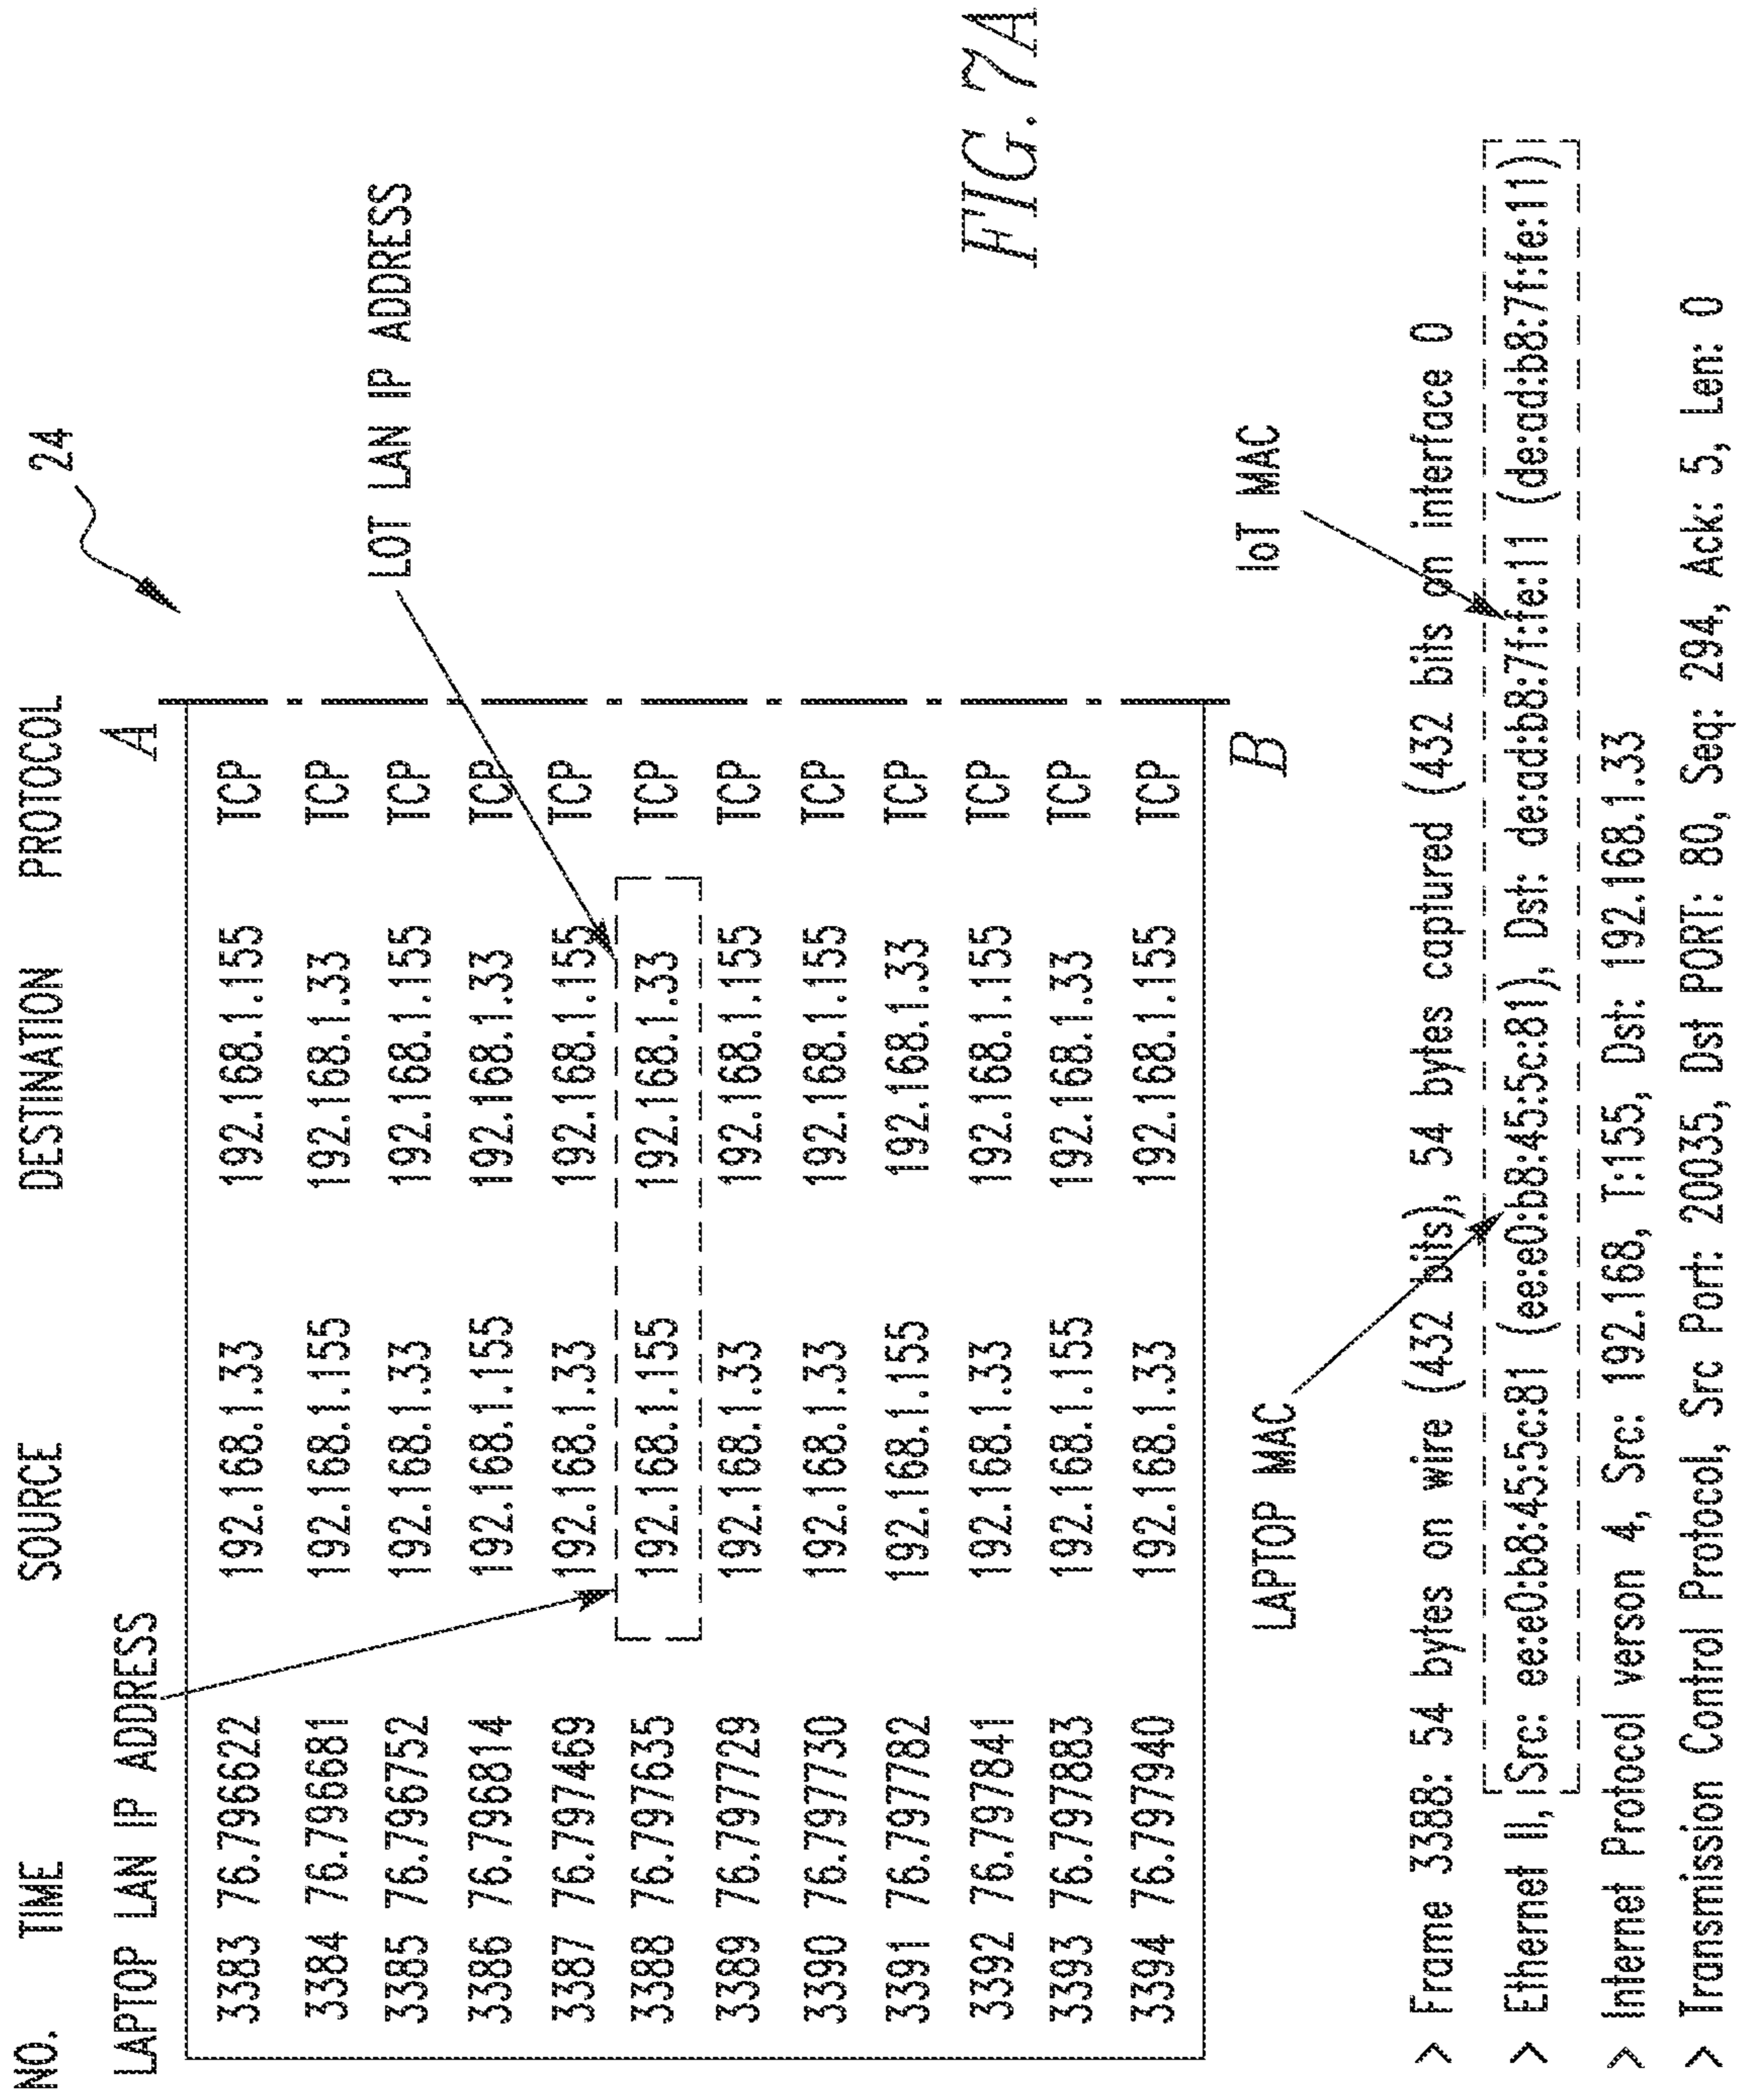 24
NO. TIME SOURCE DESTINATION PROTOCOL
LAPTOP LAN IP ADDRESS
A
3383 76.796622 192.168.1.33 192.168.1.155 TCP
3384 76.796681 192.168.1.155 192.168.1.33 TCP
3385 76.796752 192.168.1.33 192.168.1.155 TCP
3386 76.796814 192.168.1.155 192.168.1.33 TCP
3387 76.797469 192.168.1.33 192.168.1.155 TCP
3388 76.797635 192.168.1.155 192.168.1.33 TCP
3389 76.797729 192.168.1.33 192.168.1.155 TCP
3390 76.797730 192.168.1.33 192.168.1.155 TCP
3391 76.797782 192.168.1.155 192.168.1.33 TCP
3392 76.797841 192.168.1.33 192.168.1.155 TCP
3393 76.797883 192.168.1.155 192.168.1.33 TCP
3394 76.797940 192.168.1.33 192.168.1.155 TCP
LOT LAN IP ADDRESS
B
LAPTOP MAC
IoT MAC
> Frame 3388: 54 bytes on wire (432 bits), 54 bytes captured (432 bits on interface 0
> Ethernet II, Src: ee:e0:b8:45:5c:81 (ee:e0:b8:45:5c:81), Dst: de:ad:b8:7f:fe:11 (de:ad:b8:7f:fe:11)
> Internet Protocol verson 4, Src: 192.168, T:155, Dst: 192.168.1.33
> Transmission Control Protocol, Src Port: 20035, Dst PORT: 80, Seq: 294, Ack: 5, Len: 0
FIG. 7A